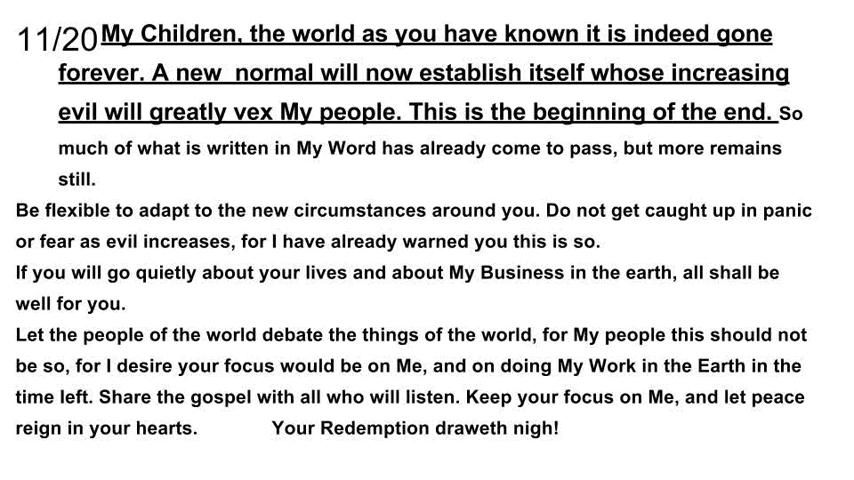 11/20 My Children, the world as you have known it is indeed gone
forever. A new  normal will now establish itself whose increasing
evil will greatly vex My people. This is the beginning of the end. So
much of what is written in My Word has already come to pass, but more remains
still.
Be flexible to adapt to the new circumstances around you. Do not get caught up in panic
or fear as evil increases, for I have already warned you this is so.
If you will go quietly about your lives and about My Business in the earth, all shall be
well for you.
Let the people of the world debate the things of the world, for My people this should not
be so, for I desire your focus would be on Me, and on doing My Work in the Earth in the
time left. Share the gospel with all who will listen. Keep your focus on Me, and let peace
reign in your hearts. Your Redemption draweth nigh!